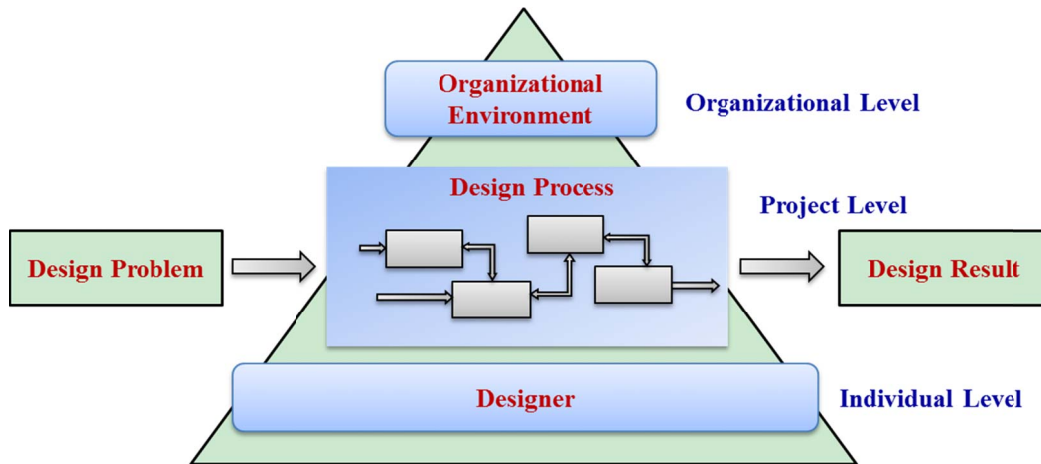 Organizational
Environment
Organizational Level
Design Process
Project Level
Design Problem
Design Result
Designer
Individual Level